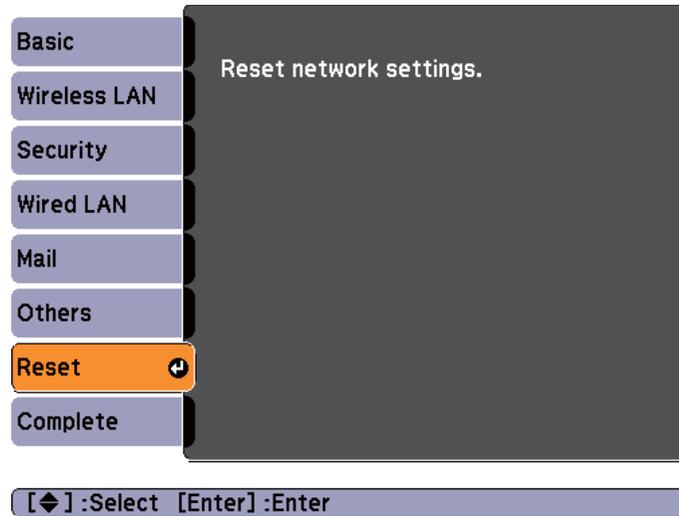 Basic
Reset network settings.
Wireless LAN
Security
Wired LAN
Mail
Others
Reset
Complete
[◆]:Select [Enter]:Enter